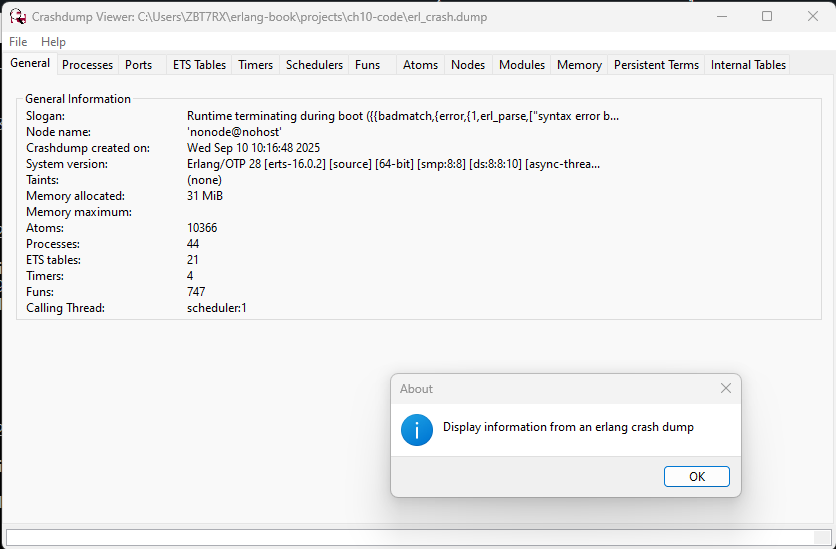 Crashdump Viewer: C:\Users\ZBT7RX\erlang-book\projects\ch10-code\erl_crash.dump
File Help
General Processes Ports ETS Tables Timers Schedulers Funs Atoms Nodes Modules Memory Persistent Terms Internal Tables
General Information
Slogan: Runtime terminating during boot ({{badmatch,{error,{1,erl_parse,["syntax error b...
Node name: 'nonode@nohost'
Crashdump created on: Wed Sep 10 10:16:48 2025
System version: Erlang/OTP 28 [erts-16.0.2] [source] [64-bit] [smp:8:8] [ds:8:8:10] [async-threa...
Taints: (none)
Memory allocated: 31 MiB
Memory maximum:
Atoms: 10366
Processes: 44
ETS tables: 21
Timers: 4
Funs: 747
Calling Thread: scheduler:1
About
Display information from an erlang crash dump
OK